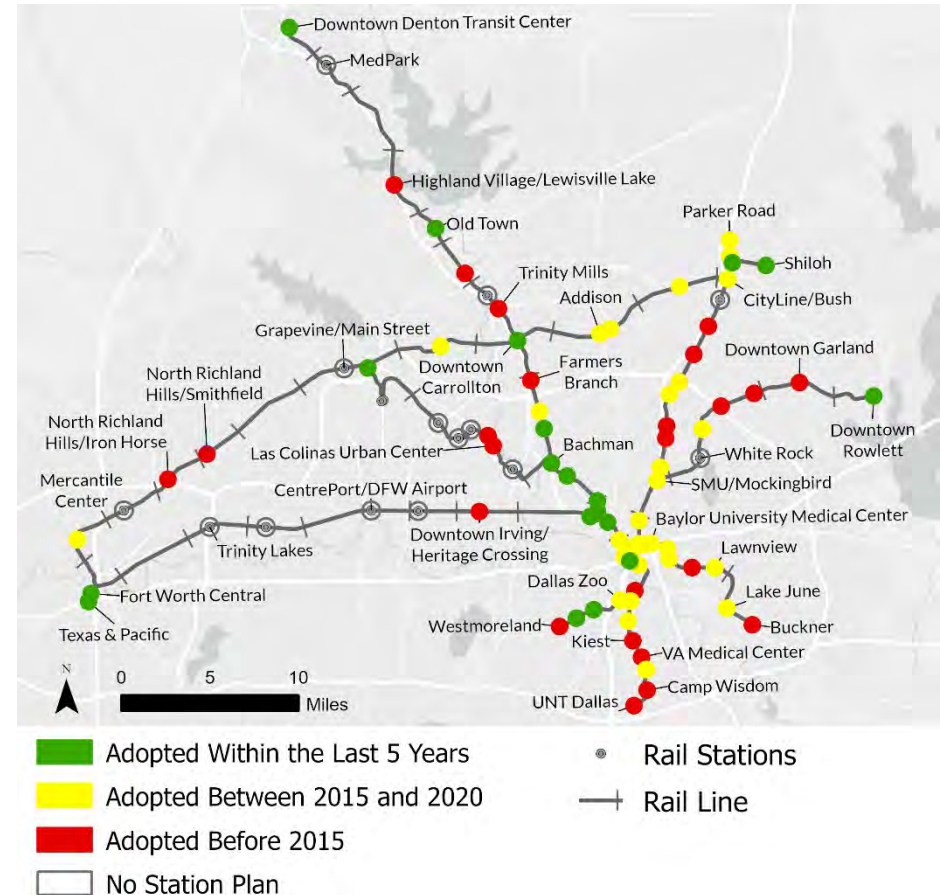 Downtown Denton Transit Center
MedPark
Highland Village/Lewisville Lake
Old Town
Parker Road
Shiloh
Trinity Mills
CityLine/Bush
Addison
Grapevine/Main Street
Downtown
Carrollton
Farmers
Branch
Downtown Garland
North Richland
Hills/Smithfield
North Richland
Hills/Iron Horse
Las Colinas Urban Center
Bachman
White Rock
Downtown
Rowlett
Mercantile
Center
CentrePort/DFW Airport
SMU/Mockingbird
Trinity Lakes
Downtown Irving/
Heritage Crossing
Baylor University Medical Center
Lawnview
Dallas Zoo
Lake June
Fort Worth Central
Texas & Pacific
Westmoreland
Buckner
Kiest
VA Medical Center
Camp Wisdom
UNT Dallas
N
0 5 10
Miles
Adopted Within the Last 5 Years
Adopted Between 2015 and 2020
Adopted Before 2015
No Station Plan
Rail Stations
Rail Line